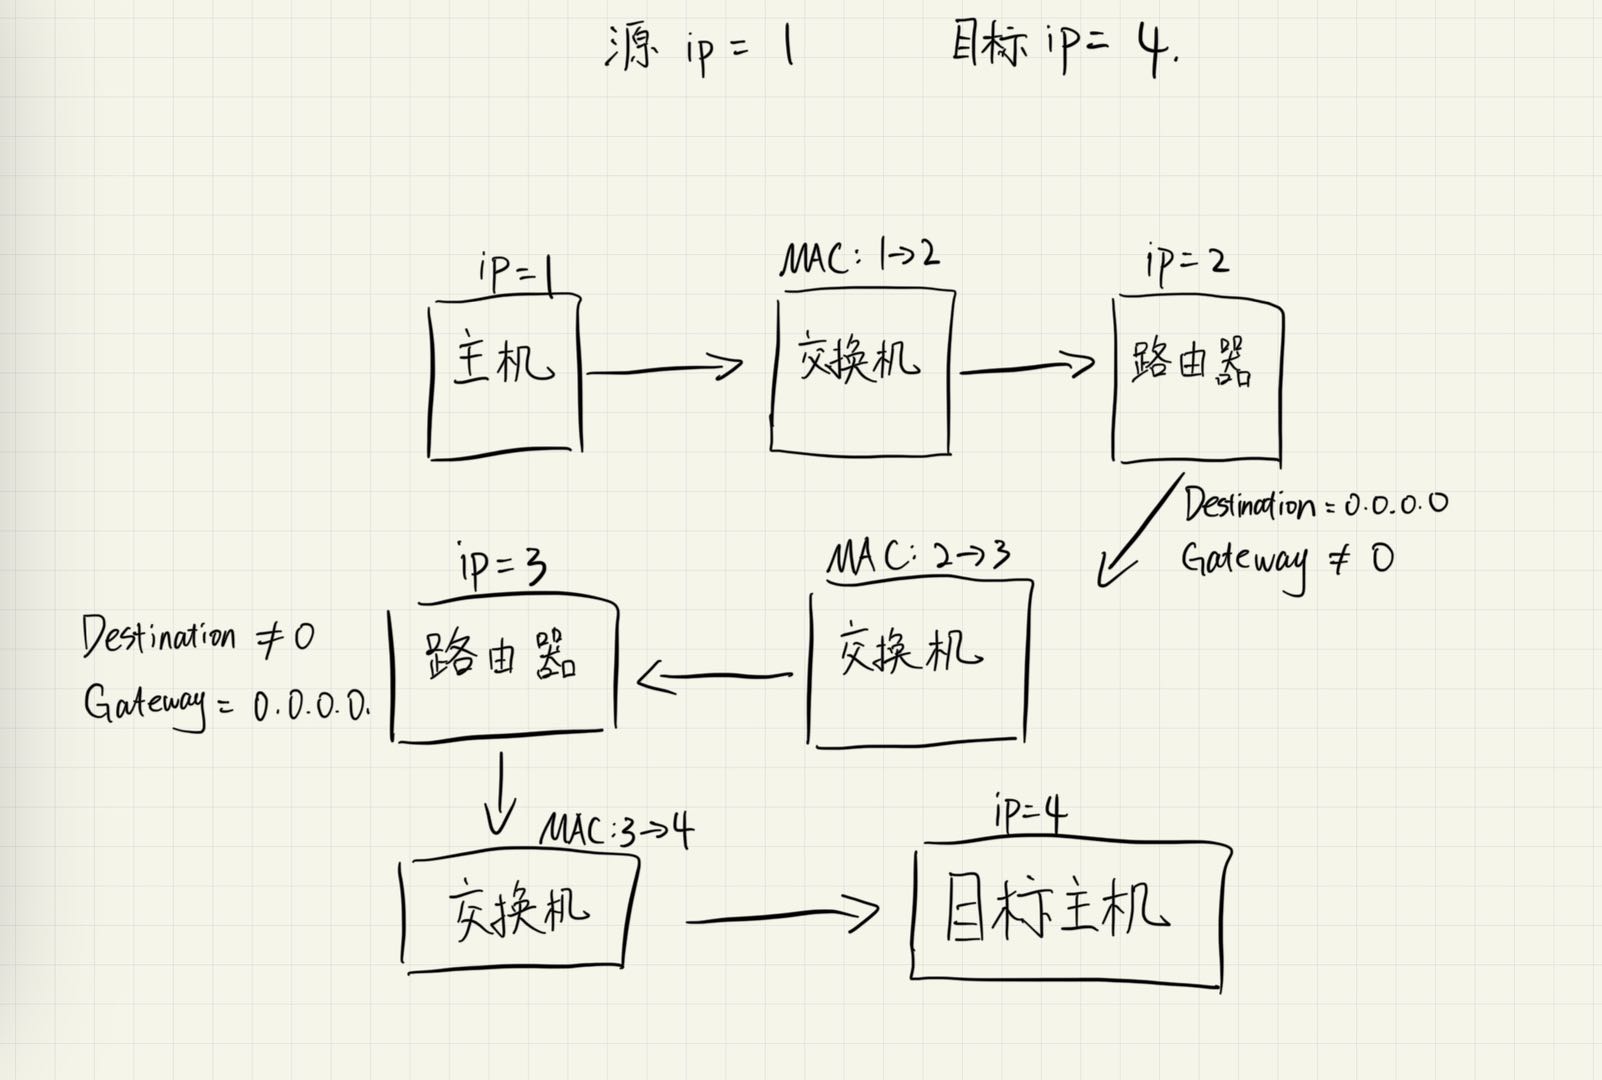 源 ip = 1 目标 ip = 4.
ip=1
主机
MAC: 1→2
交换机
ip=2
路由器
Destination = 0.0.0.0
Gateway ≠ 0
MAC: 2→3
交换机
ip=3
路由器
Destination ≠ 0
Gateway = 0.0.0.0.
MAC:3→4
交换机
ip=4
目标主机